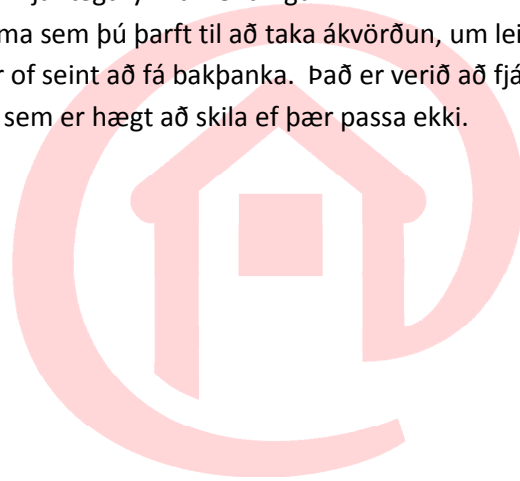 ma sem þú þarft til að taka ákvörðun, um lei
r of seint að fá bakþanka.  Það er verið að fjá
sem er hægt að skila ef þær passa ekki.